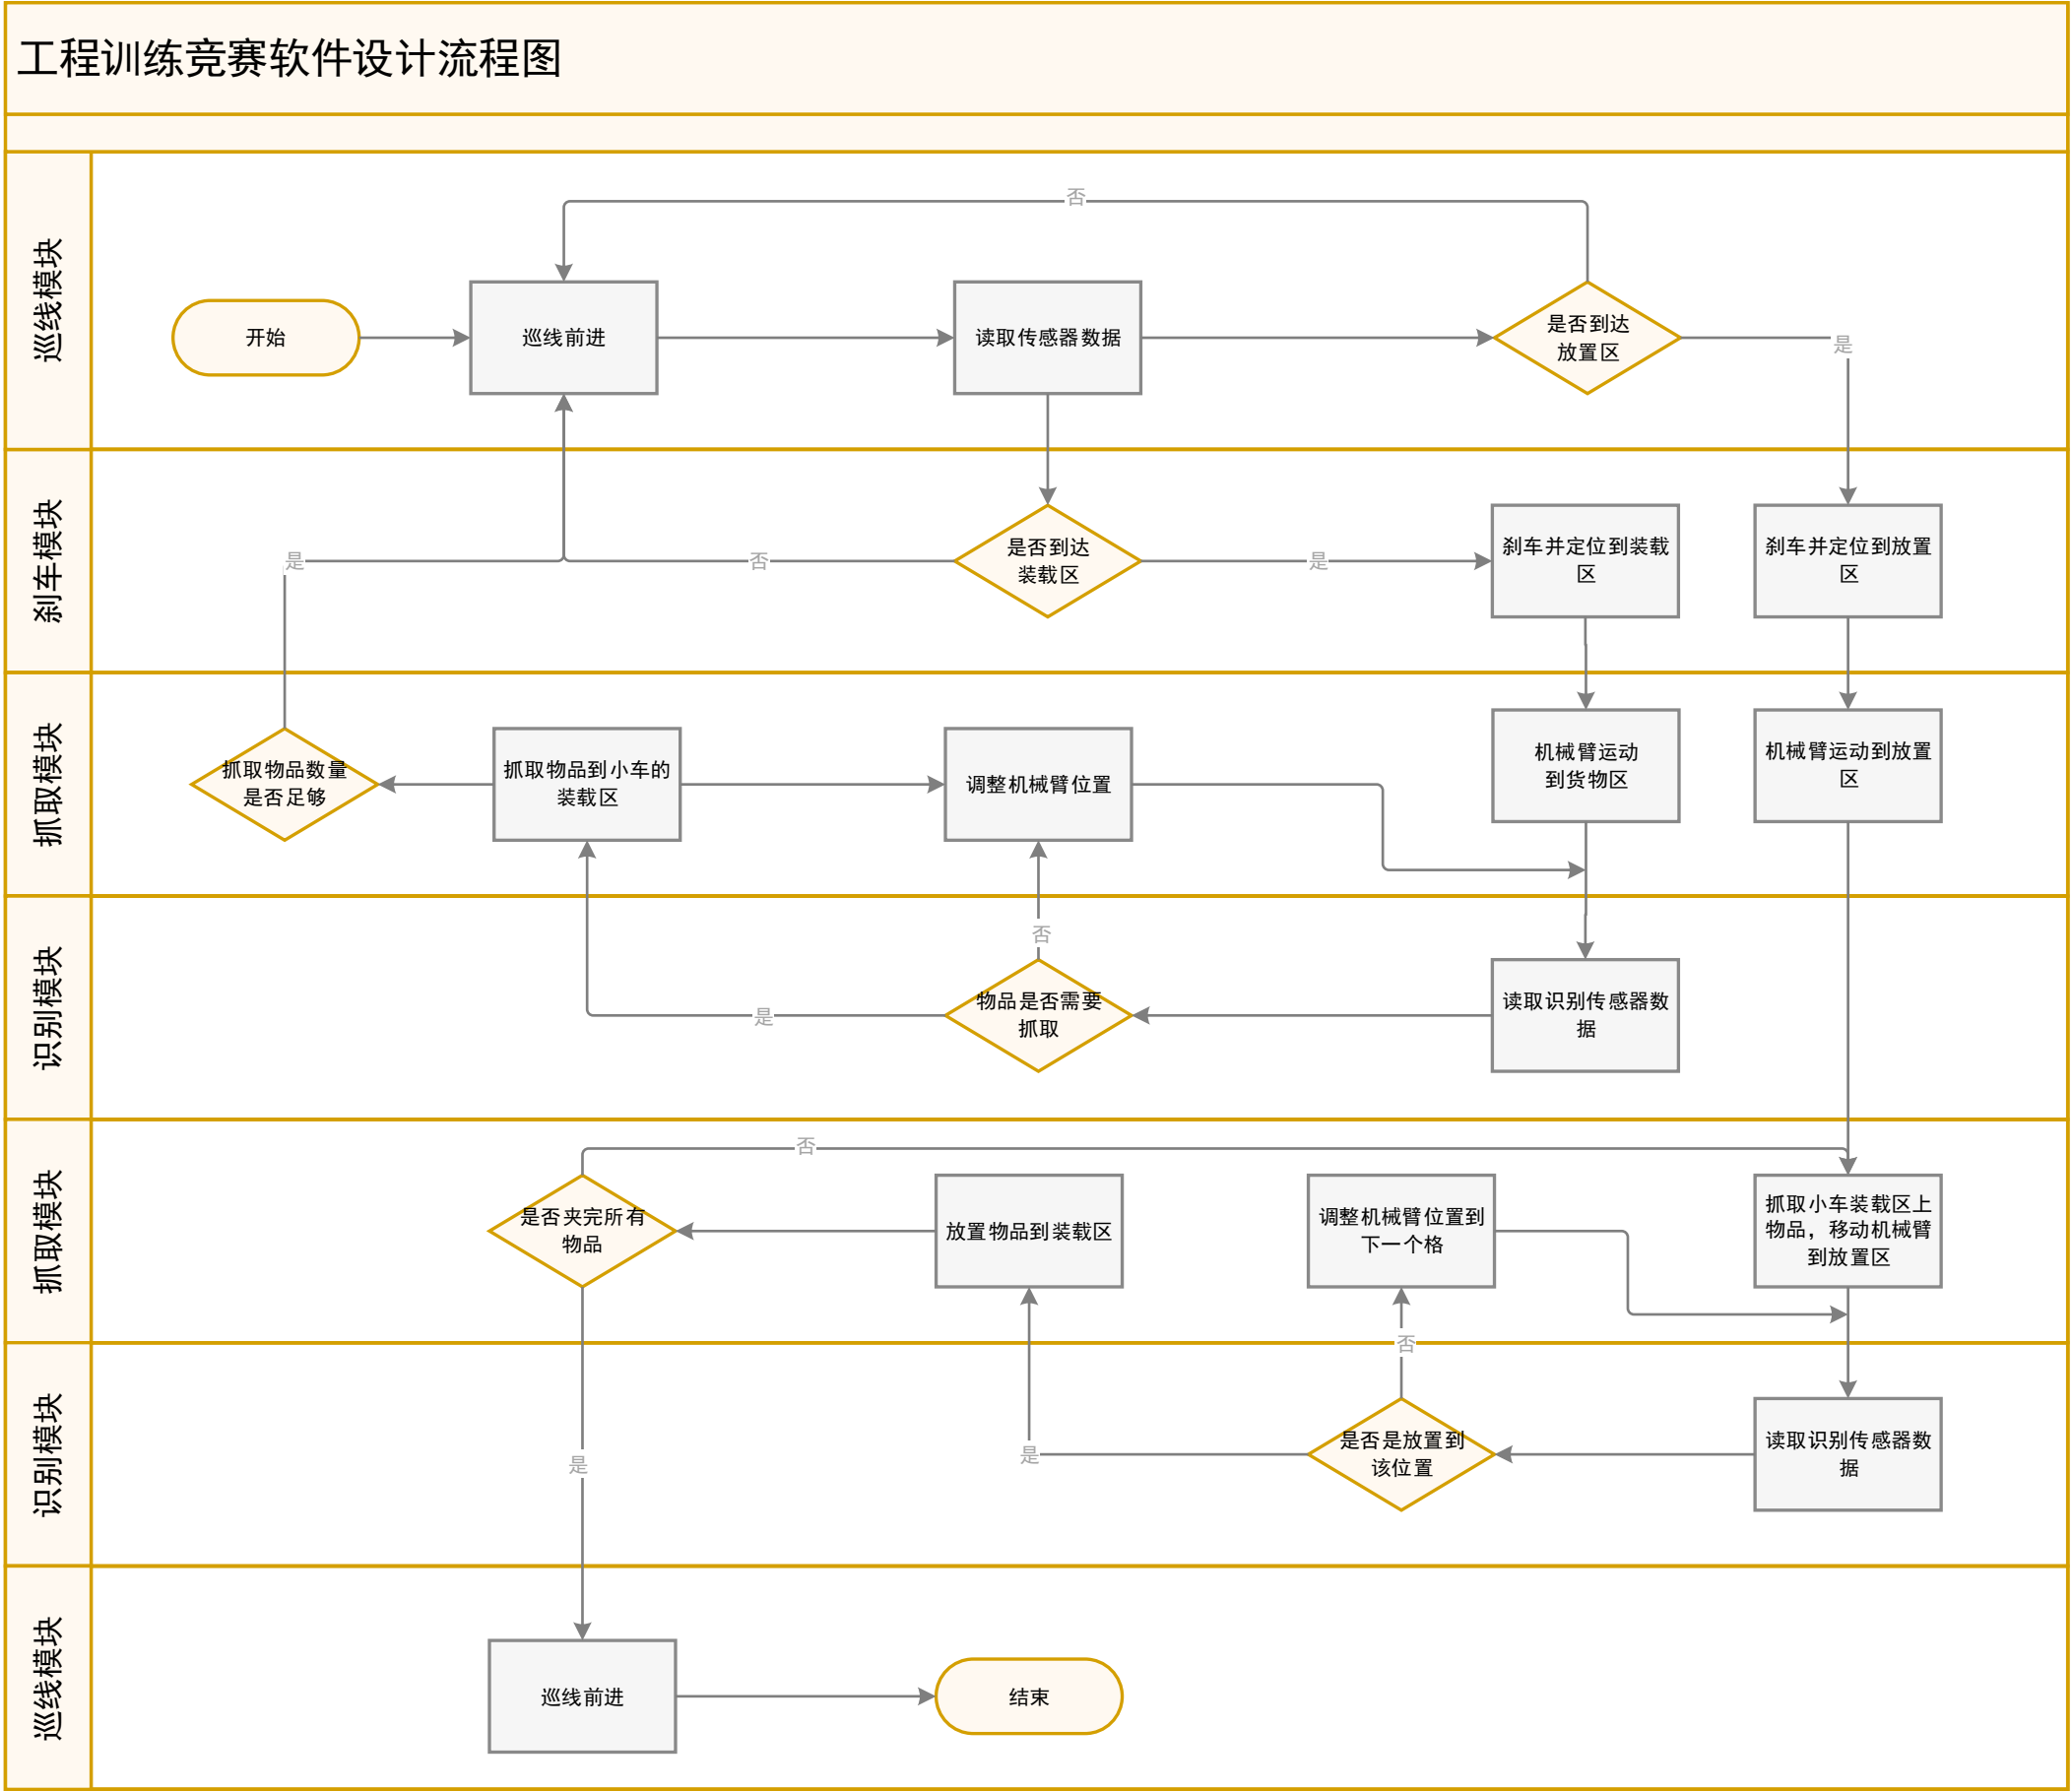 工程训练竞赛软件设计流程图
巡线模块
否
开始
巡线前进
读取传感器数据
是否到达
放置区
是
刹车模块
是
否
是否到达
装载区
是
刹车并定位到装载
区
刹车并定位到放置
区
抓取模块
抓取物品数量
是否足够
抓取物品到小车的
装载区
调整机械臂位置
机械臂运动
到货物区
机械臂运动到放置
区
识别模块
否
是
物品是否需要
抓取
读取识别传感器数
据
抓取模块
否
是否夹完所有
物品
放置物品到装载区
调整机械臂位置到
下一个格
抓取小车装载区上
物品，移动机械臂
到放置区
识别模块
否
是
是
是否是放置到
该位置
读取识别传感器数
据
巡线模块
巡线前进
结束